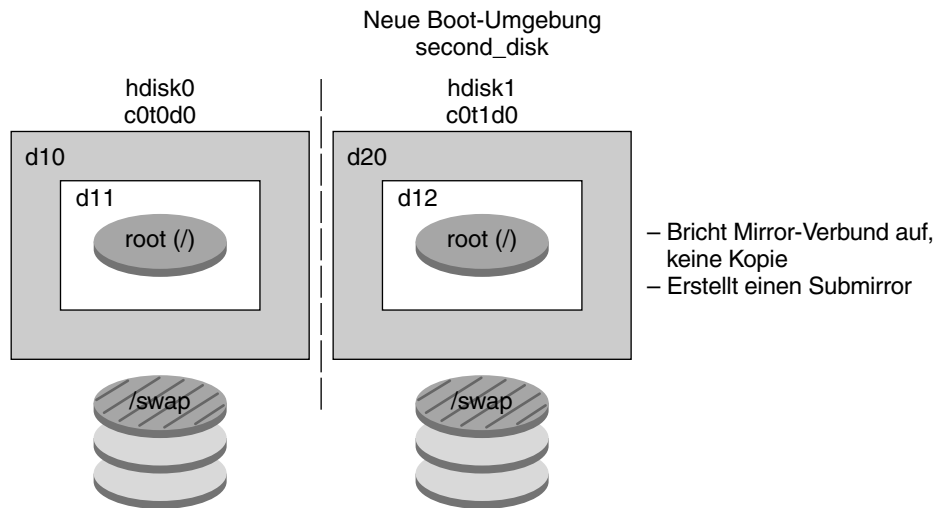 Neue Boot-Umgebung
second_disk
hdisk0
c0t0d0
hdisk1
c0t1d0
d10
d11
root (/)
/swap
d20
d12
root (/)
/swap
– Bricht Mirror-Verbund auf,
keine Kopie
– Erstellt einen Submirror